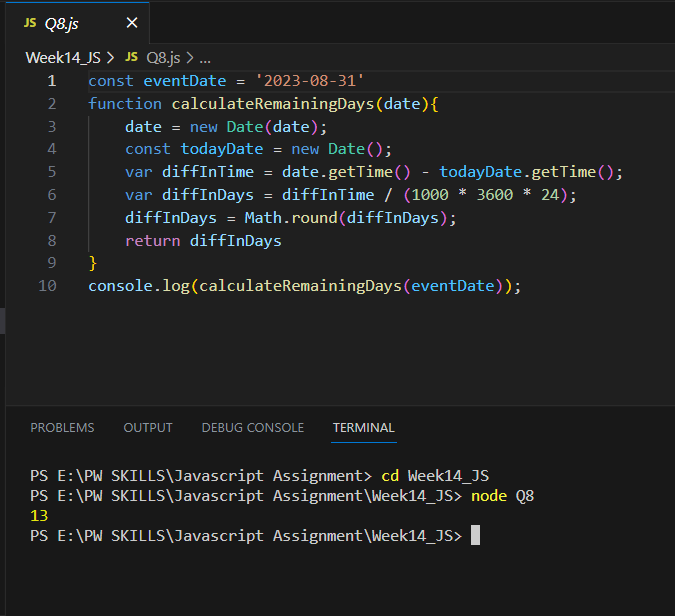 JS Q8.js ×
Week14_JS > JS Q8.js > ...
1 const eventDate = '2023-08-31'
2 function calculateRemainingDays(date){
3     date = new Date(date);
4     const todayDate = new Date();
5     var diffInTime = date.getTime() - todayDate.getTime();
6     var diffInDays = diffInTime / (1000 * 3600 * 24);
7     diffInDays = Math.round(diffInDays);
8     return diffInDays
9 }
10 console.log(calculateRemainingDays(eventDate));
PROBLEMS OUTPUT DEBUG CONSOLE TERMINAL
PS E:\PW SKILLS\Javascript Assignment> cd Week14_JS
PS E:\PW SKILLS\Javascript Assignment\Week14_JS> node Q8
13
PS E:\PW SKILLS\Javascript Assignment\Week14_JS>